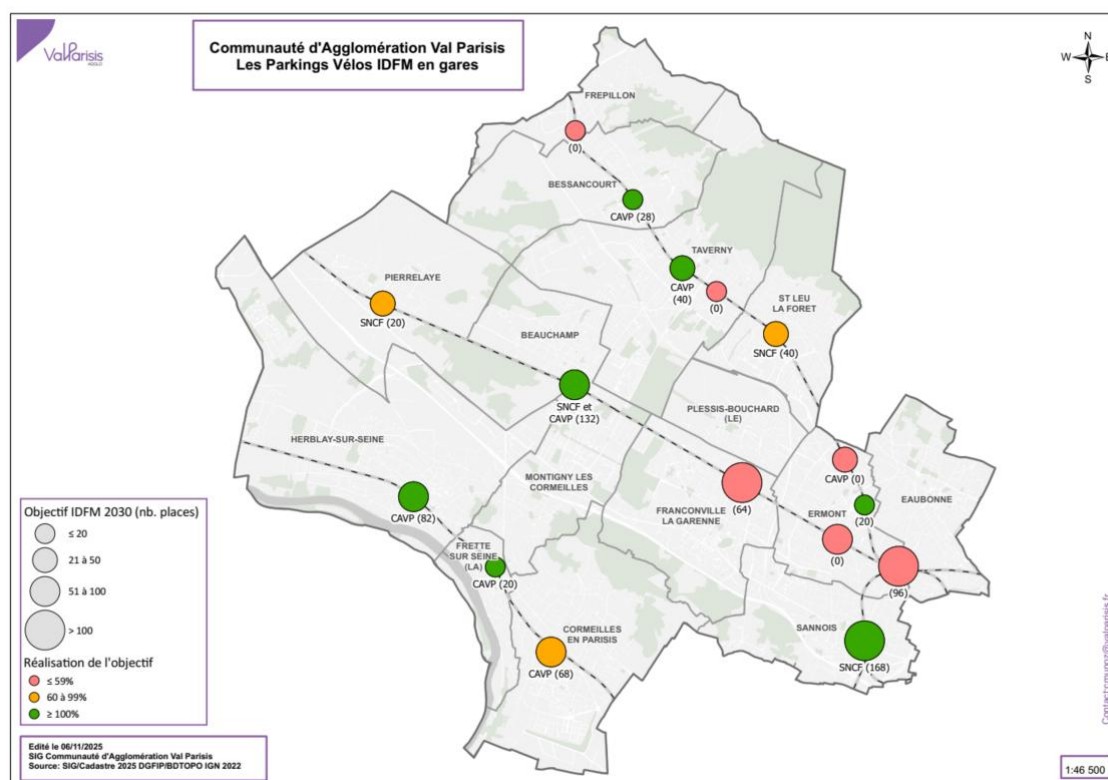 ValParisis
AGGLO
Communauté d'Agglomération Val Parisis
Les Parkings Vélos IDFM en gares
N
W E
S
FREPILLON
(0)
BESSANCOURT
CAVP (28)
TAVERNY
CAVP
(40)
(0)
PIERRELAYE
SNCF (20)
ST LEU
LA FORET
SNCF (40)
BEAUCHAMP
SNCF et
CAVP (132)
PLESSIS-BOUCHARD
(LE)
HERBLAY-SUR-SEINE
CAVP (82)
MONTIGNY LES
CORMEILLES
FRANCONVILLE
LA GARENNE
(64)
CAVP (0)
EAUBONNE
ERMONT
(20)
(0)
(96)
FRETTE
SUR SEINE
(LA)
CAVP (20)
CORMEILLES
EN PARISIS
CAVP (68)
SANNOIS
SNCF (168)
Objectif IDFM 2030 (nb. places)
≤ 20
21 à 50
51 à 100
> 100
Réalisation de l'objectif
≤ 59%
60 à 99%
≥ 100%
Edité le 06/11/2025
SIG Communauté d'Agglomération Val Parisis
Source: SIG/Cadastre 2025 DGFIP/BDTOPO IGN 2022
Contact:cmunoz@valparisis.fr
1:46 500